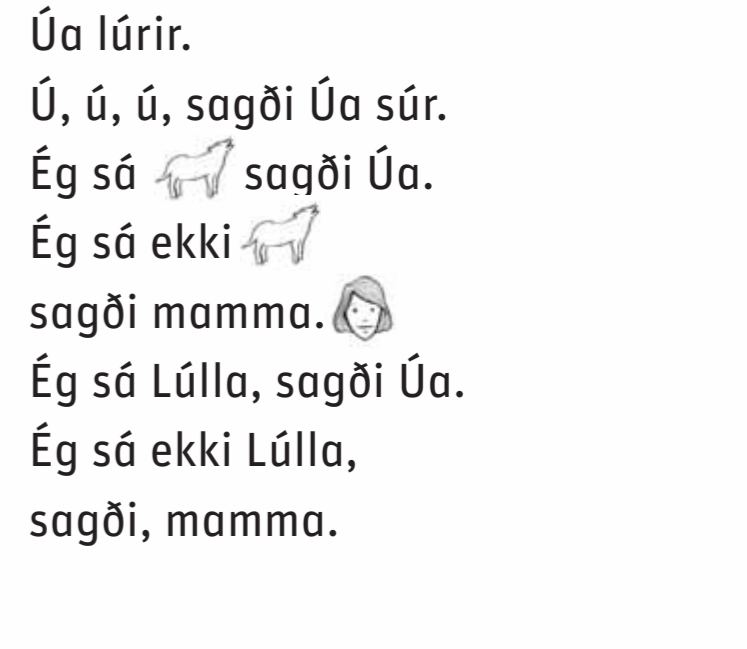 Úa lúrir.
Ú, ú, ú, sagði Úa súr.
Ég sá sagði Úa.
Ég sá ekki
sagði mamma.
Ég sá Lúlla, sagði Úa.
Ég sá ekki Lúlla,
sagði, mamma.